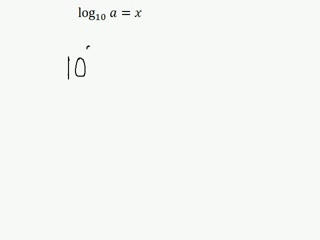 log₁₀ a = x
10